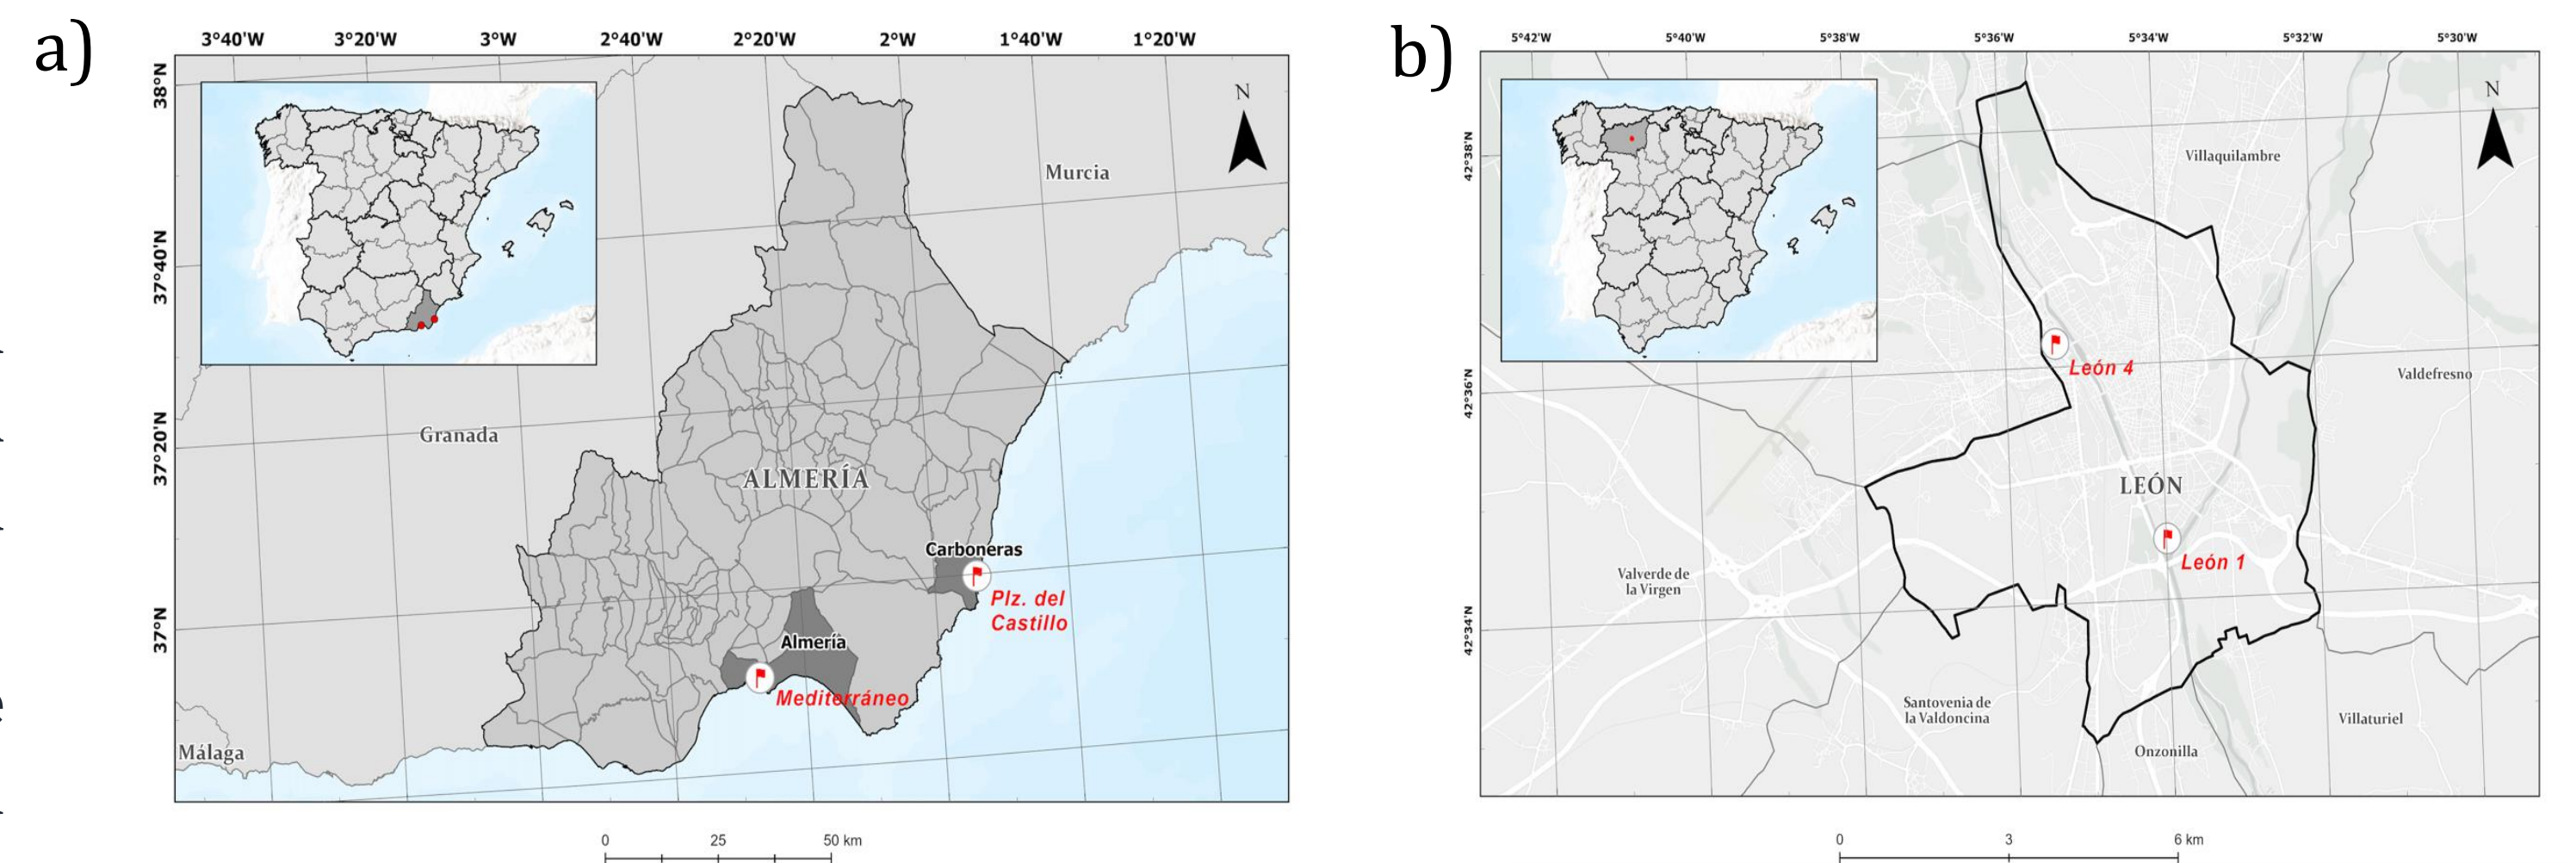 a)
3°40'W 3°20'W 3°W 2°40'W 2°20'W 2°W 1°40'W 1°20'W
38°N
37°40'N
37°20'N
37°N
N
Murcia
Granada
ALMERÍA
Carboneras
Plz. del
Castillo
Almería
Mediterráneo
Málaga
0 25 50 km
b)
5°42'W 5°40'W 5°38'W 5°36'W 5°34'W 5°32'W 5°30'W
42°38'N
42°36'N
42°34'N
N
Villaquilambre
León 4
Valdefresno
LEÓN
León 1
Valverde de
la Virgen
Santovenia de
la Valdoncina
Villaturiel
Onzonilla
0 3 6 km